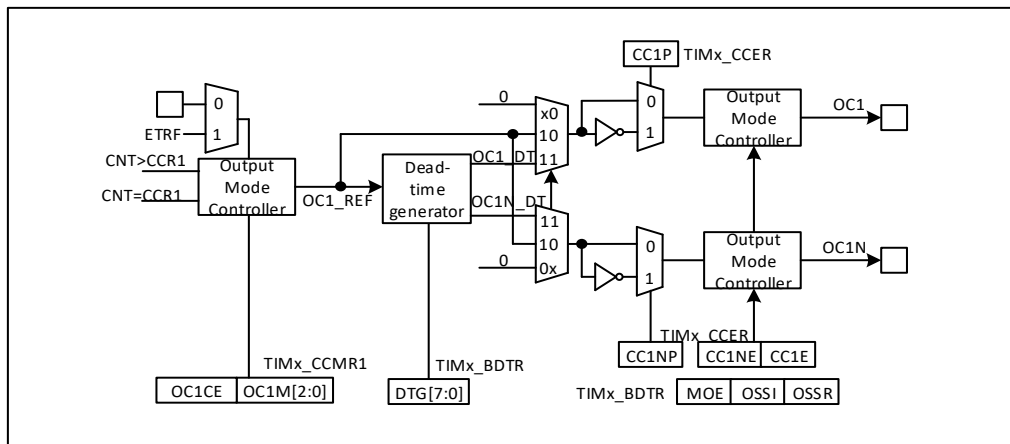 CC1P TIMx_CCER
0
0
x0
0
Output
Mode
Controller
OC1
ETRF
1
10
1
CNT>CCR1
Output
Mode
Controller
OC1_DT
11
Dead-
time
generator
CNT=CCR1
OC1_REF
OC1N_DT
11
10
0
Output
Mode
Controller
OC1N
0
0x
1
TIMx_CCER
TIMx_CCMR1
TIMx_BDTR
CC1NP
CC1NE CC1E
OC1CE OC1M[2:0]
DTG[7:0]
TIMx_BDTR
MOE OSSI OSSR